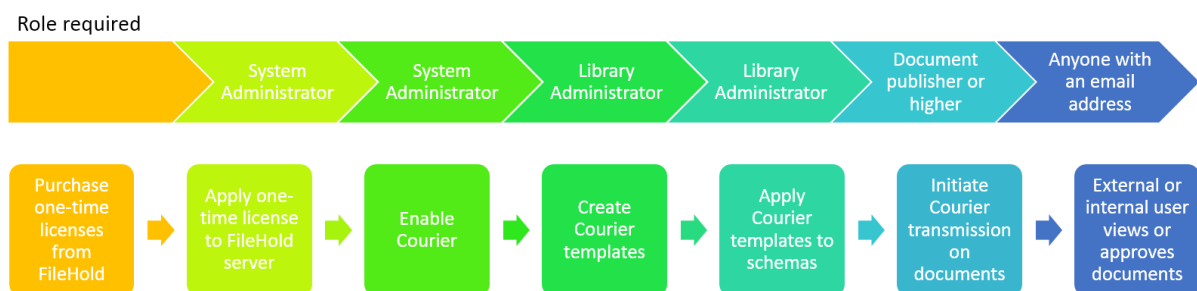 Role required
System
Administrator
System
Administrator
Library
Administrator
Library
Administrator
Document
publisher or
higher
Anyone with
an email
address
Purchase
one-time
licenses
from
FileHold
Apply one-
time license
to FileHold
server
Enable
Courier
Create
Courier
templates
Apply
Courier
templates to
schemas
Initiate
Courier
transmission
on
documents
External or
internal user
views or
approves
documents